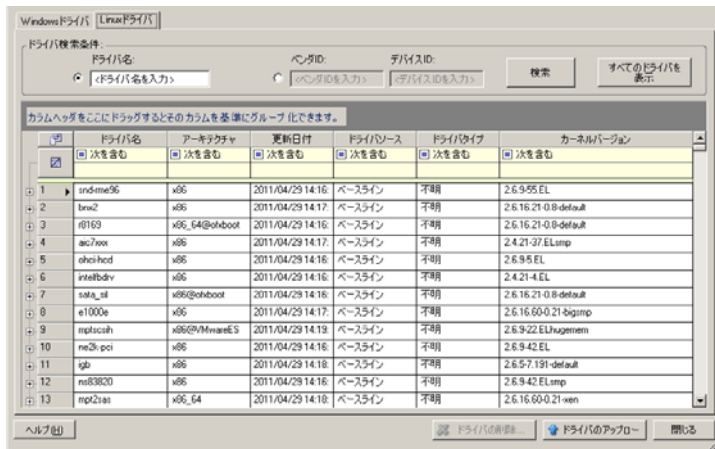 Windowsドライバ Linuxドライバ
ドライバ検索条件:
ドライバ名: ベンダID: デバイスID:
<ドライバ名を入力> <ベンダIDを入力> <デバイスIDを入力> 検索 すべてのドライバを表示
カラムヘッダをここにドラッグするとそのカラムを基準にグループ化できます。
ドライバ名 アーキテクチャ 更新日付 ドライバソース ドライバタイプ カーネルバージョン
次を含む 次を含む 次を含む 次を含む 次を含む 次を含む
1 snd-rme96 x86 2011/04/29 14:16: ベースライン 不明 2.6.9-55.EL
2 bnx2 x86 2011/04/29 14:17: ベースライン 不明 2.6.16.21-0.8-default
3 r8169 x86_64@ofxboot 2011/04/29 14:16: ベースライン 不明 2.6.16.21-0.8-default
4 aic7xxx x86 2011/04/29 14:17: ベースライン 不明 2.4.21-37.ELsmp
5 ohci-hcd x86 2011/04/29 14:16: ベースライン 不明 2.6.9-5.EL
6 intelfbdrv x86 2011/04/29 14:16: ベースライン 不明 2.4.21-4.EL
7 sata_sil x86@ofxboot 2011/04/29 14:16: ベースライン 不明 2.6.16.21-0.8-default
8 e1000e x86 2011/04/29 14:17: ベースライン 不明 2.6.16.60-0.21-bigsmp
9 mptscsih x86@VMwareES 2011/04/29 14:19: ベースライン 不明 2.6.9-22.ELhugemem
10 ne2k-pci x86 2011/04/29 14:16: ベースライン 不明 2.6.9-42.EL
11 igb x86 2011/04/29 14:18: ベースライン 不明 2.6.5-7.191-default
12 ns83820 x86 2011/04/29 14:16: ベースライン 不明 2.6.9-42.ELsmp
13 mpt2sas x86_64 2011/04/29 14:18: ベースライン 不明 2.6.16.60-0.21-xen
ヘルプ(H) ドライバの削除... ドライバのアップロー 閉じる